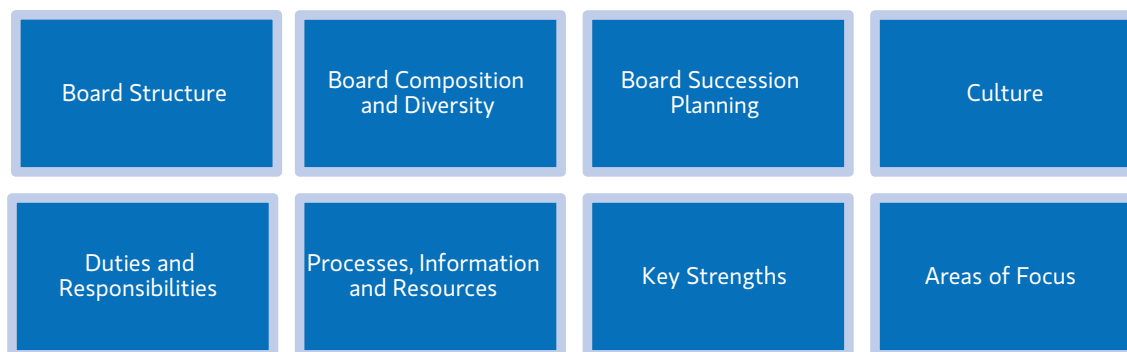 Board Structure
Board Composition
and Diversity
Board Succession
Planning
Culture
Duties and
Responsibilities
Processes, Information
and Resources
Key Strengths
Areas of Focus